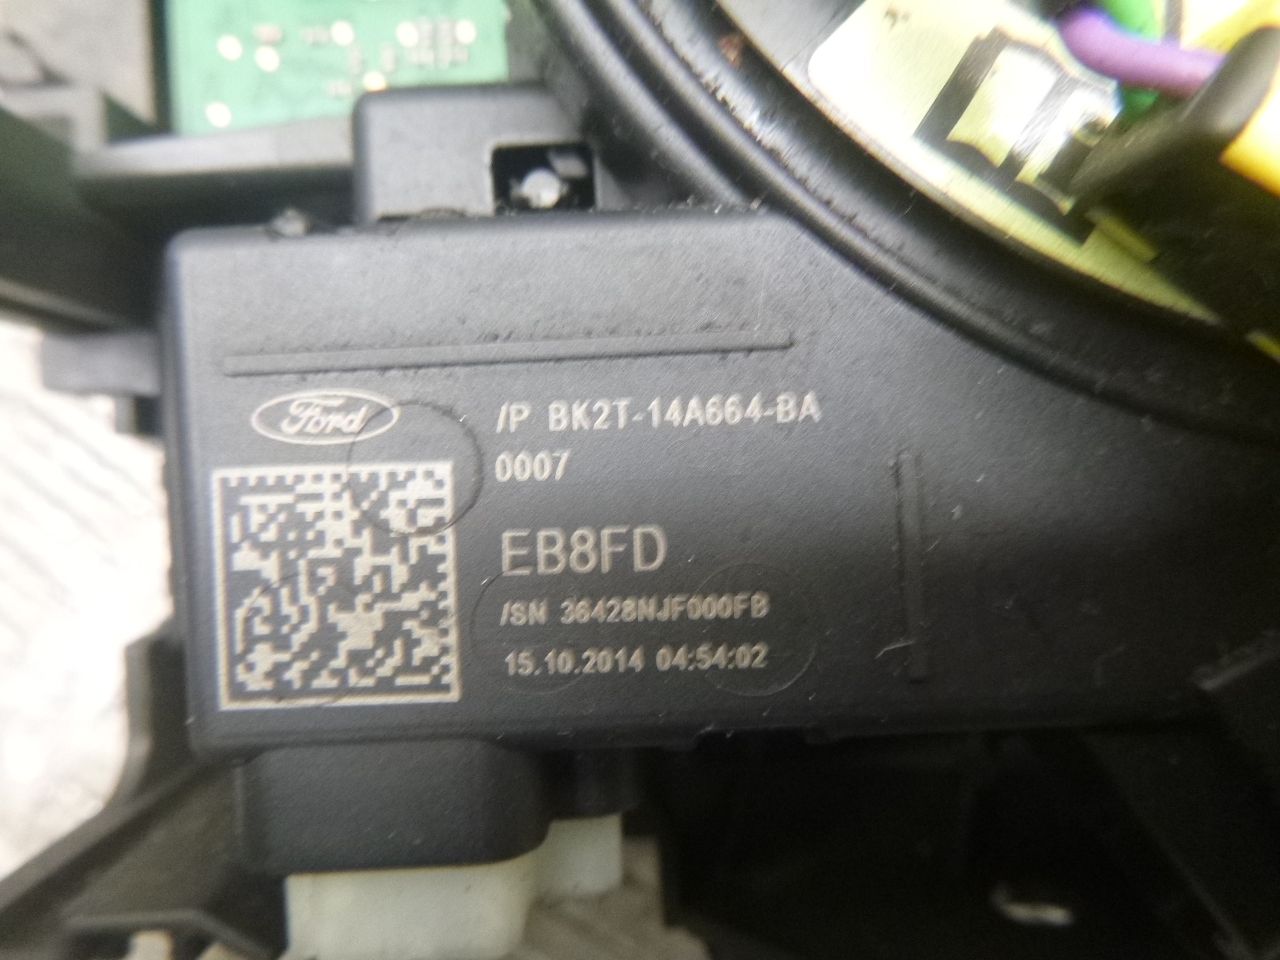 Ford
/P BK2T-14A664-BA
0007
EB8FD
/SN 36428NJF000FB
15.10.2014 04:54:02